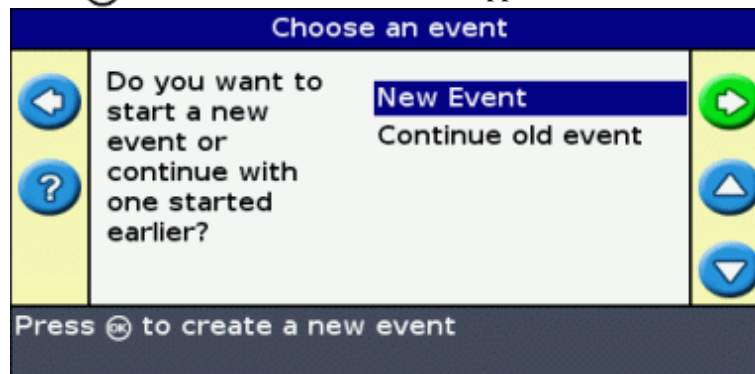 Choose an event
Do you want to
start a new
event or
continue with
one started
earlier?
New Event
Continue old event
?
Press OK to create a new event